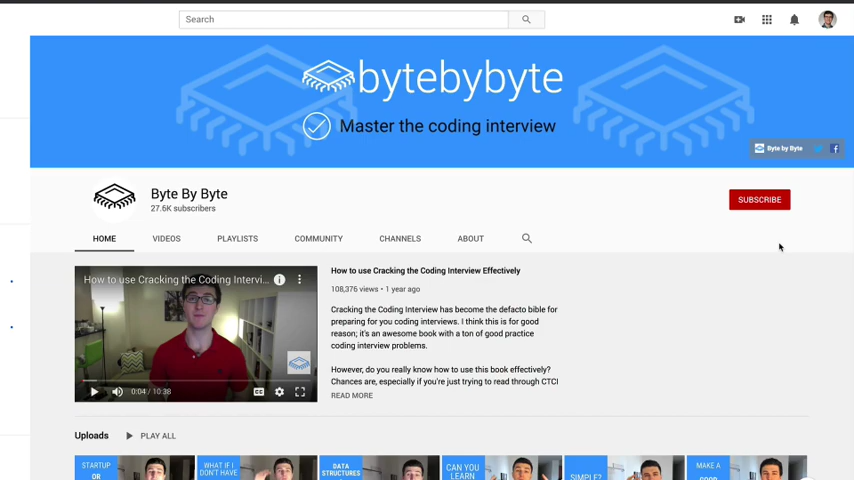 Search
bytebybyte
Master the coding interview
Byte by Byte
Byte By Byte
27.6K subscribers
SUBSCRIBE
HOME VIDEOS PLAYLISTS COMMUNITY CHANNELS ABOUT
How to use Cracking the Coding Intervi...
0:04 / 10:38
How to use Cracking the Coding Interview Effectively
108,376 views • 1 year ago
Cracking the Coding Interview has become the defacto bible for
preparing for you coding interviews. I think this is for good
reason; it's an awesome book with a ton of good practice
coding interview problems.
However, do you really know how to use this book effectively?
Chances are, especially if you're just trying to read through CTCI
READ MORE
Uploads PLAY ALL
STARTUP
OR
WHAT IF I
DON'T HAVE
DATA
STRUCTURES
CAN YOU
LEARN
SIMPLE?
MAKE A
GOOD